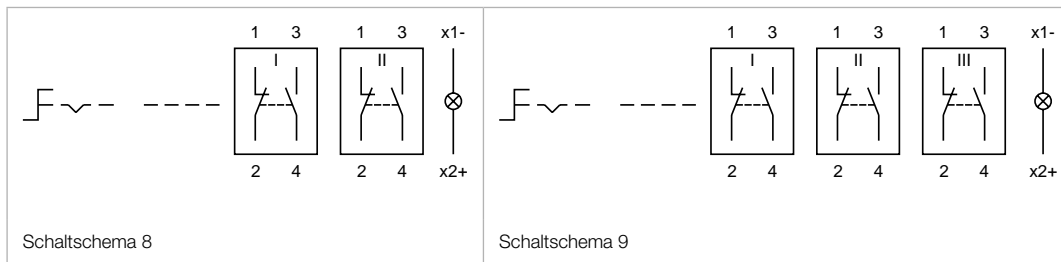 1 3 1 3 x1-
I II
2 4 2 4 x2+
Schaltschema 8
1 3 1 3 1 3 x1-
I II III
2 4 2 4 2 4 x2+
Schaltschema 9